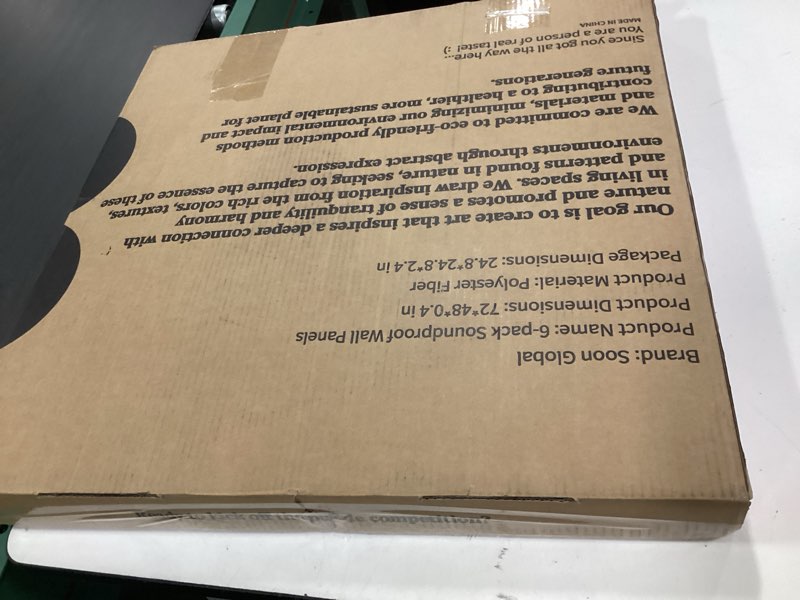 Brand: Soon Global
Product Name: 6-pack Soundproof Wall Panels
Product Dimensions: 72*48*0.4 in
Product Material: Polyester Fiber
Package Dimensions: 24.8*24.8*2.4 in
Our goal is to create art that inspires a deeper connection with
nature and promotes a sense of tranquility and harmony
in living spaces. We draw inspiration from the rich colors, textures,
and patterns found in nature, seeking to capture the essence of these
environments through abstract expression.
We are committed to eco-friendly production methods
and materials, minimizing our environmental impact and
contributing to a healthier, more sustainable planet for
future generations.
Since you got all the way here...
You are a person of real taste! :)
MADE IN CHINA
competition?